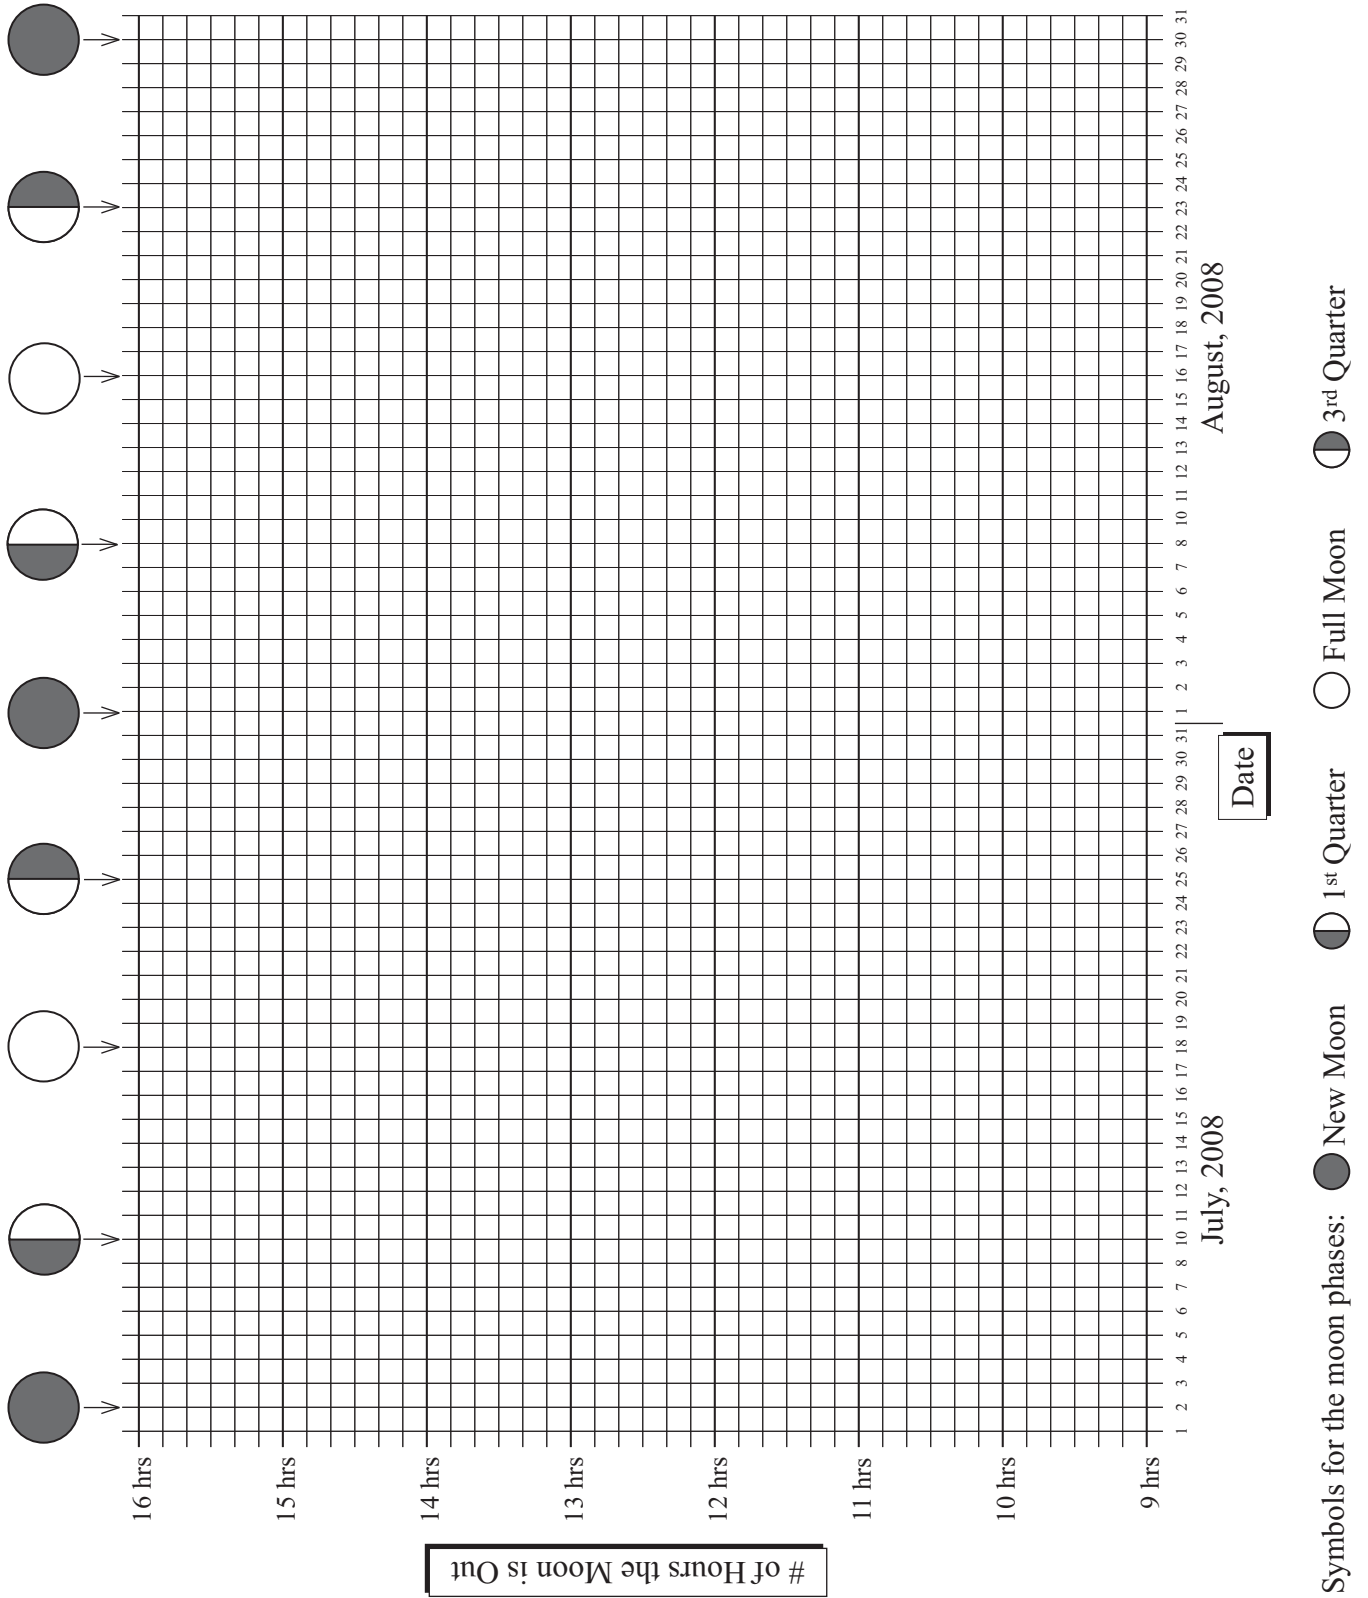 # of Hours the Moon is Out
16 hrs
15 hrs
14 hrs
13 hrs
12 hrs
11 hrs
10 hrs
9 hrs
1 2 3 4 5 6 7 8 10 11 12 13 14 15 16 17 18 19 20 21 22 23 24 25 26 27 28 29 30 31 1 2 3 4 5 6 7 8 10 11 12 13 14 15 16 17 18 19 20 21 22 23 24 25 26 27 28 29 30 31
July, 2008 August, 2008
Date
Symbols for the moon phases: New Moon 1st Quarter Full Moon 3rd Quarter